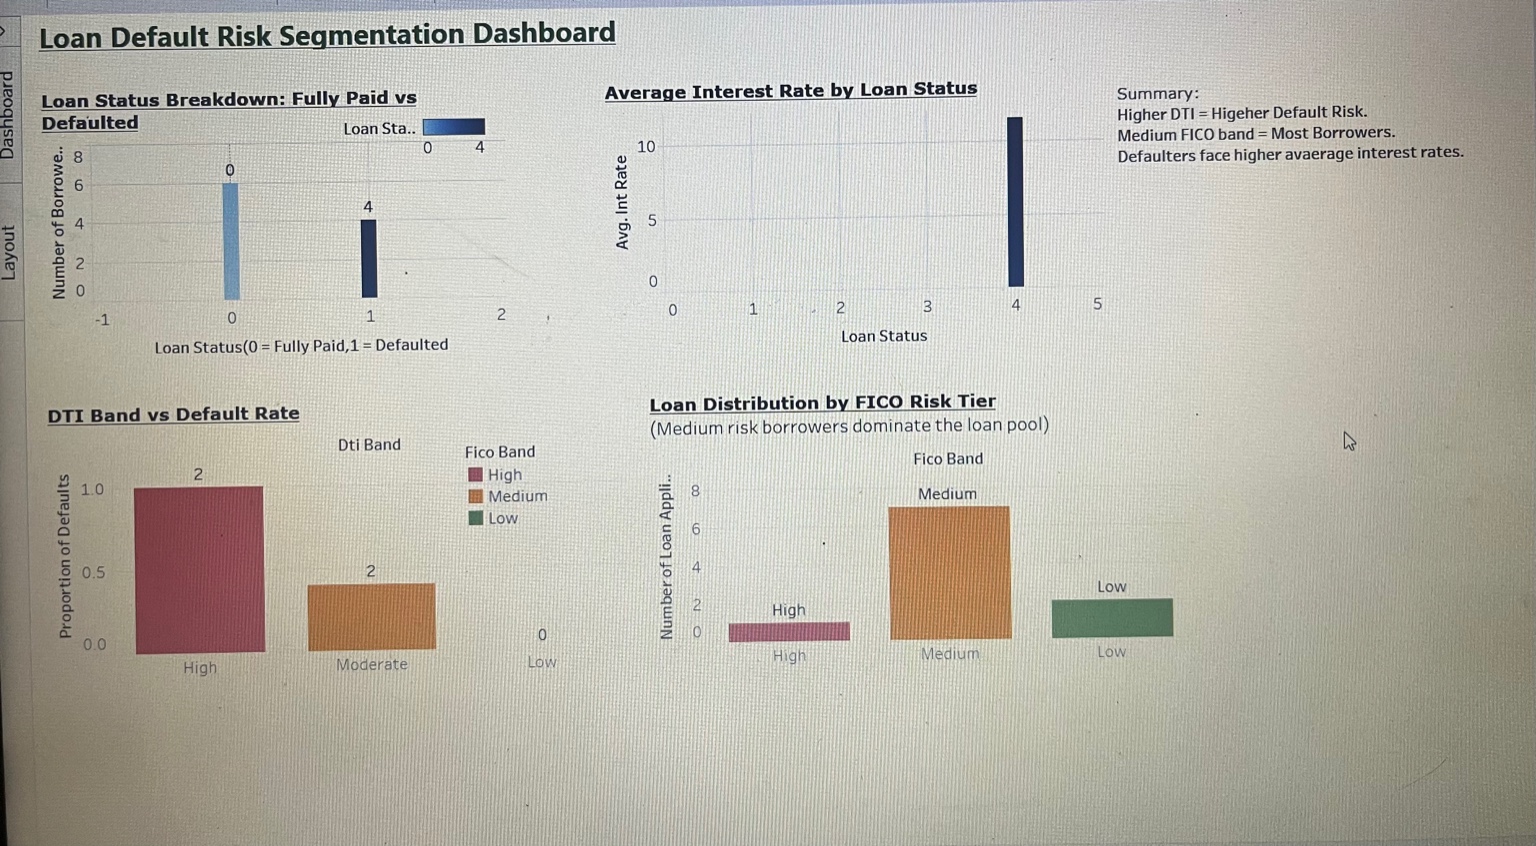 Loan Default Risk Segmentation Dashboard
Dashboard
Layout
Loan Status Breakdown: Fully Paid vs
Defaulted
Loan Sta..
0 4
Number of Borrowe..
8
6
4
2
0
0
4
-1 0 1 2
Loan Status(0 = Fully Paid,1 = Defaulted
Average Interest Rate by Loan Status
Avg. Int Rate
10
5
0
0 1 2 3 4 5
Loan Status
Summary:
Higher DTI = Higeher Default Risk.
Medium FICO band = Most Borrowers.
Defaulters face higher avaerage interest rates.
DTI Band vs Default Rate
Dti Band
Proportion of Defaults
1.0
0.5
0.0
2
2
0
High Moderate Low
Fico Band
High
Medium
Low
Loan Distribution by FICO Risk Tier
(Medium risk borrowers dominate the loan pool)
Fico Band
Number of Loan Appli..
8
6
4
2
0
High
Medium
Low
High Medium Low